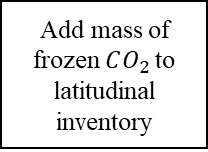 Add mass of
frozen CO₂ to
latitudinal
inventory